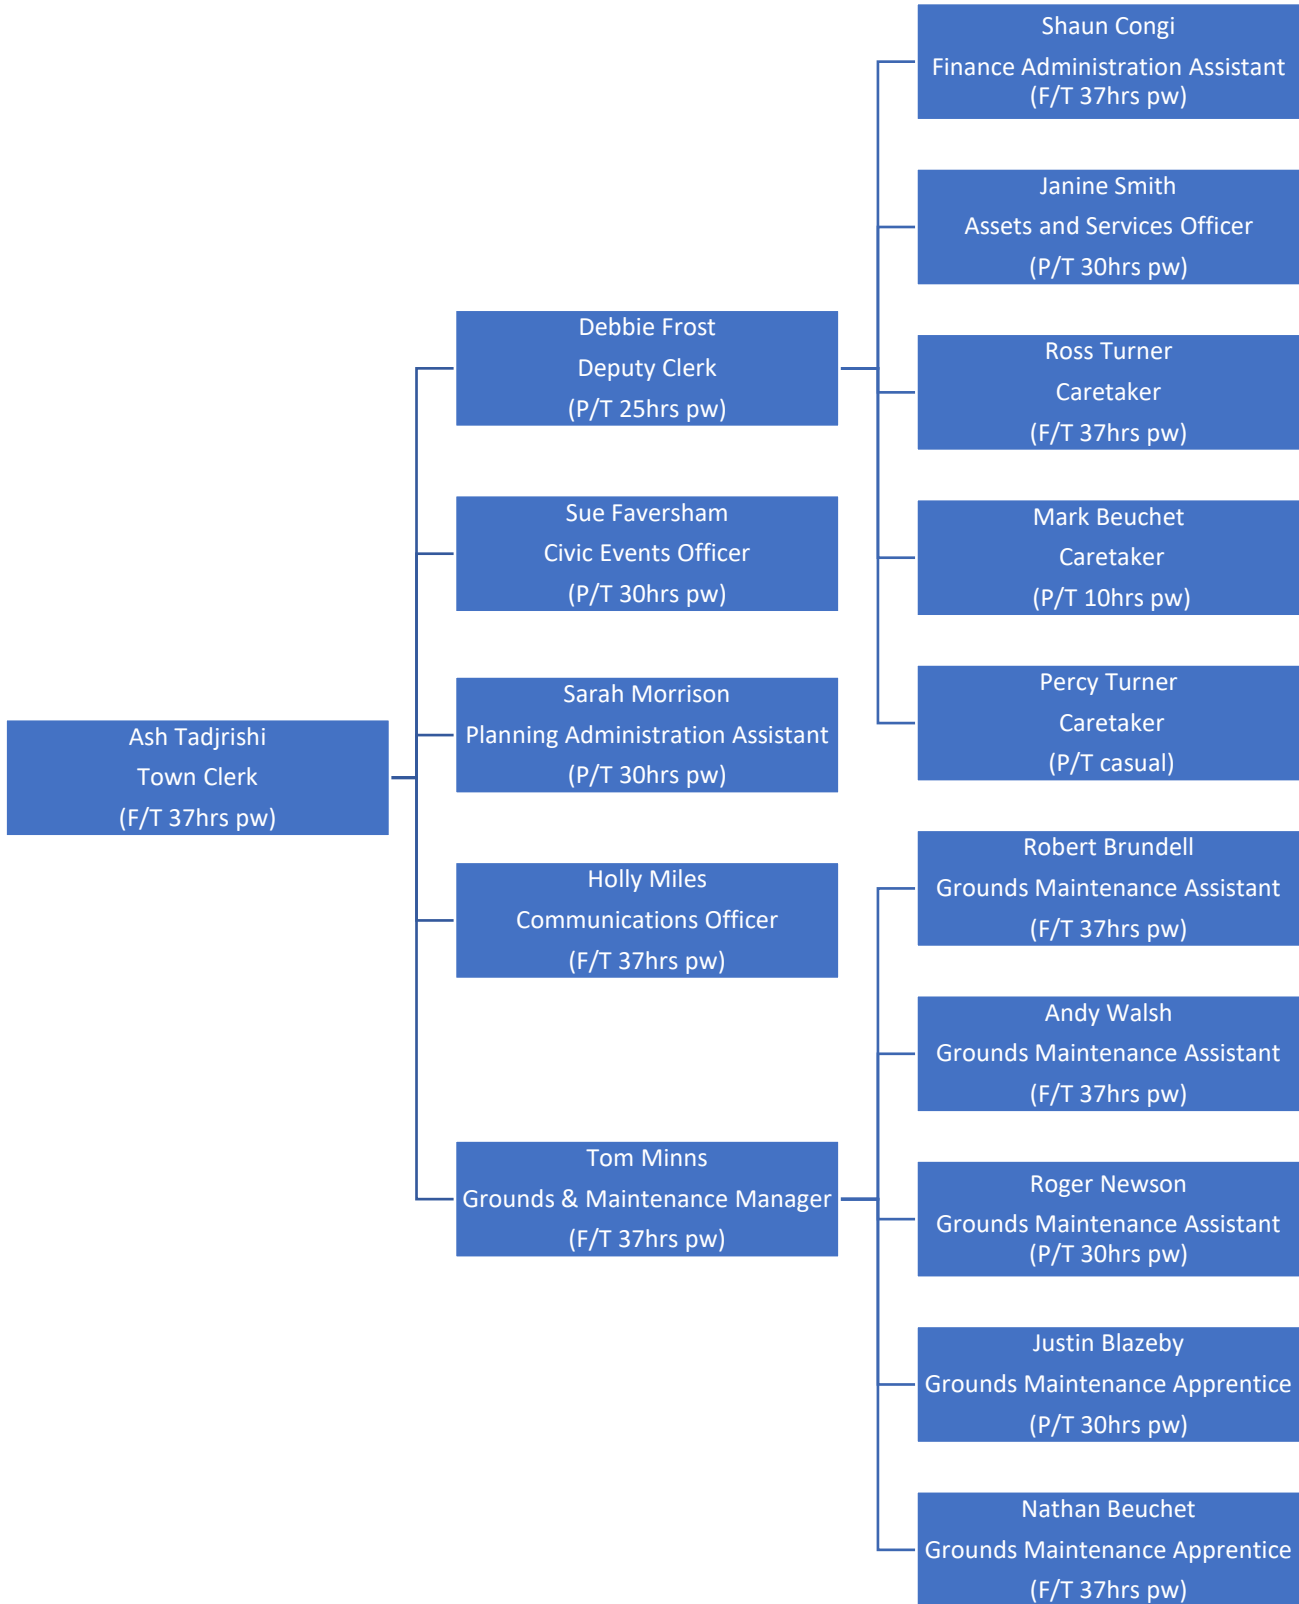 Ash Tadjrishi
Town Clerk
(F/T 37hrs pw)
Debbie Frost
Deputy Clerk
(P/T 25hrs pw)
Shaun Congi
Finance Administration Assistant
(F/T 37hrs pw)
Janine Smith
Assets and Services Officer
(P/T 30hrs pw)
Ross Turner
Caretaker
(F/T 37hrs pw)
Mark Beuchet
Caretaker
(P/T 10hrs pw)
Percy Turner
Caretaker
(P/T casual)
Sue Faversham
Civic Events Officer
(P/T 30hrs pw)
Sarah Morrison
Planning Administration Assistant
(P/T 30hrs pw)
Holly Miles
Communications Officer
(F/T 37hrs pw)
Tom Minns
Grounds & Maintenance Manager
(F/T 37hrs pw)
Robert Brundell
Grounds Maintenance Assistant
(F/T 37hrs pw)
Andy Walsh
Grounds Maintenance Assistant
(F/T 37hrs pw)
Roger Newson
Grounds Maintenance Assistant
(P/T 30hrs pw)
Justin Blazeby
Grounds Maintenance Apprentice
(P/T 30hrs pw)
Nathan Beuchet
Grounds Maintenance Apprentice
(F/T 37hrs pw)